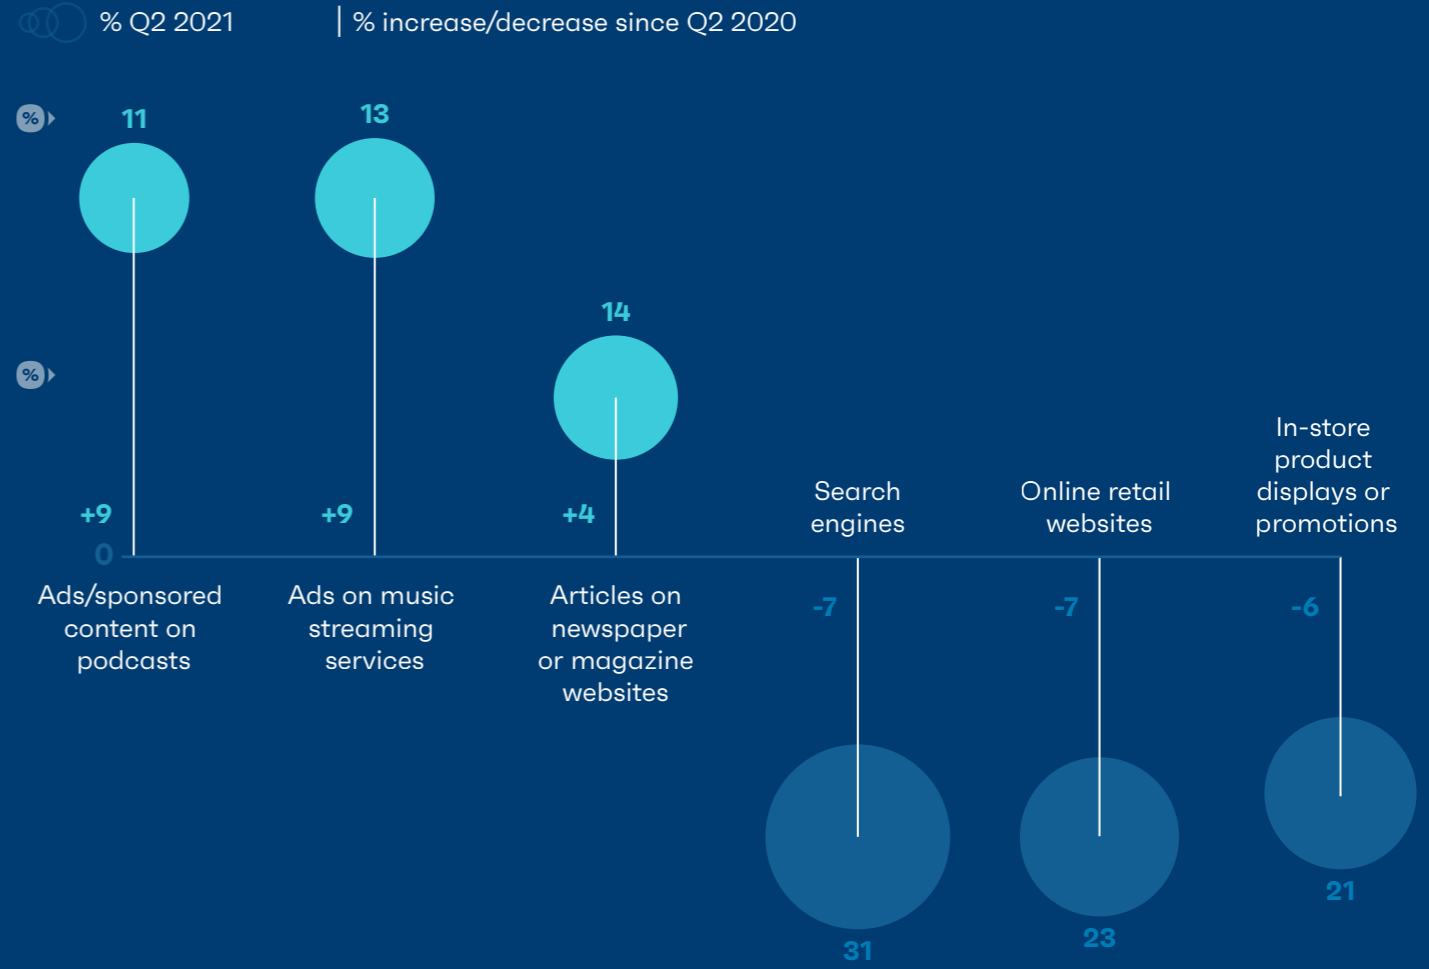 % Q2 2021
% increase/decrease since Q2 2020
%
11
13
14
%
+9
+9
+4
0
Ads/sponsored
content on
podcasts
Ads on music
streaming
services
Articles on
newspaper
or magazine
websites
Search
engines
Online retail
websites
In-store
product
displays or
promotions
-7
-7
-6
31
23
21